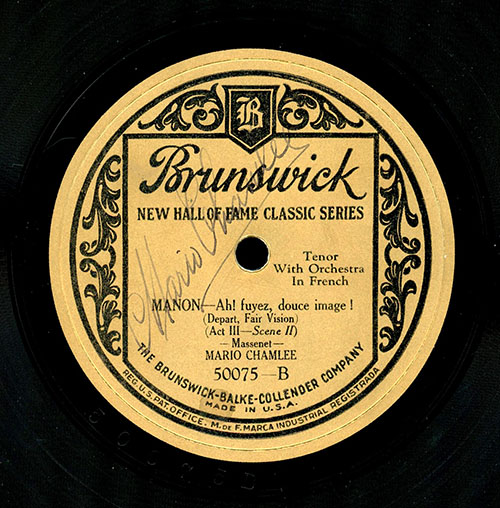 B
Brunswick
NEW HALL OF FAME CLASSIC SERIES
Mario Chamlee
Tenor
With Orchestra
In French
MANON—Ah! fuyez, douce image!
(Depart, Fair Vision)
(Act III—Scene II)
—Massenet—
MARIO CHAMLEE
50075—B
THE BRUNSWICK-BALKE-COLLENDER COMPANY
MADE IN U.S.A.
REG. U.S. PAT. OFFICE. M. DE F. MARCA INDUSTRIAL REGISTRADA